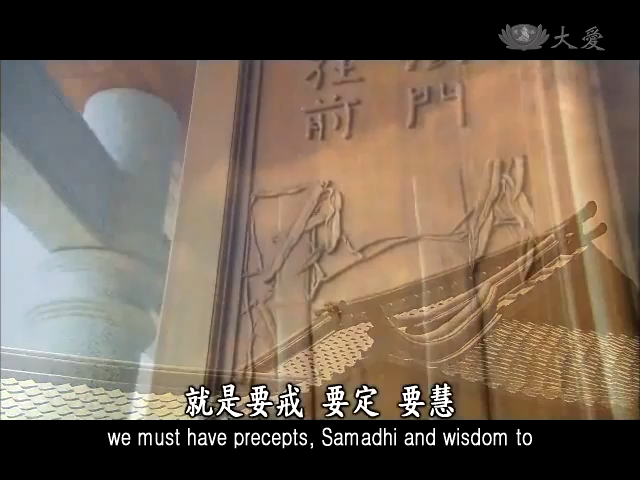 大愛
門
在前
就是要戒 要定 要慧
we must have precepts, Samadhi and wisdom to